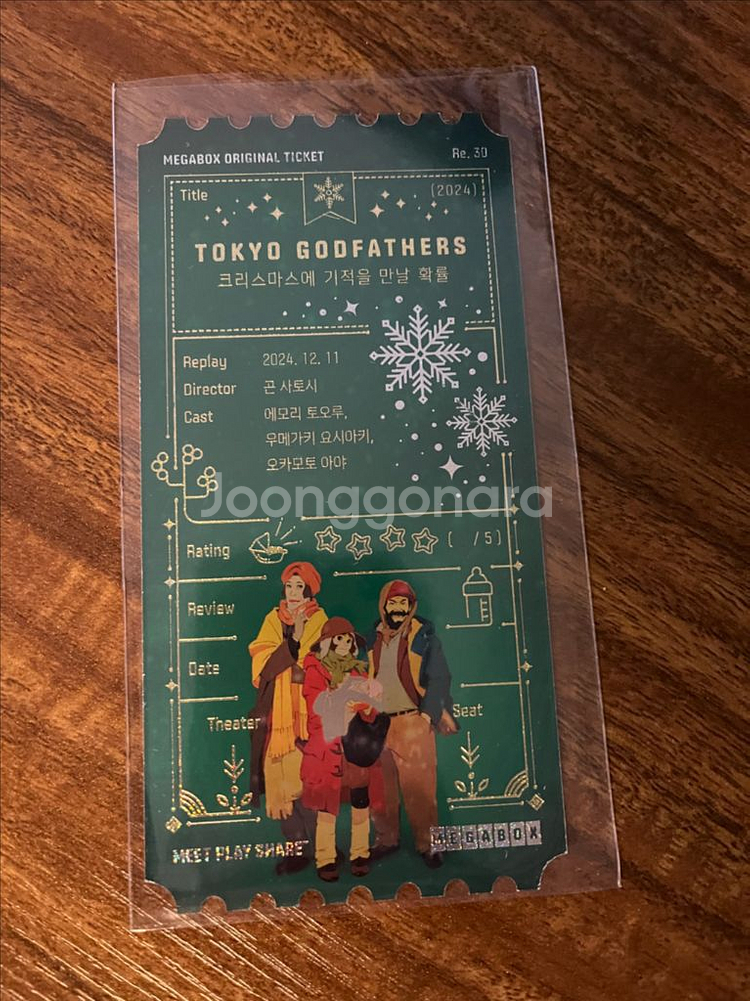 MEGABOX ORIGINAL TICKET
Re. 30
Title
(2024)
TOKYO GODFATHERS
크리스마스에 기적을 만날 확률
Replay 2024. 12. 11
Director 곤 사토시
Cast 에모리 토오루,
우메가키 요시아키,
오카모토 아야
Joonggonara
Rating ( /5)
Review
Date
Theater
Seat
MEET PLAY SHARE
MEGABOX